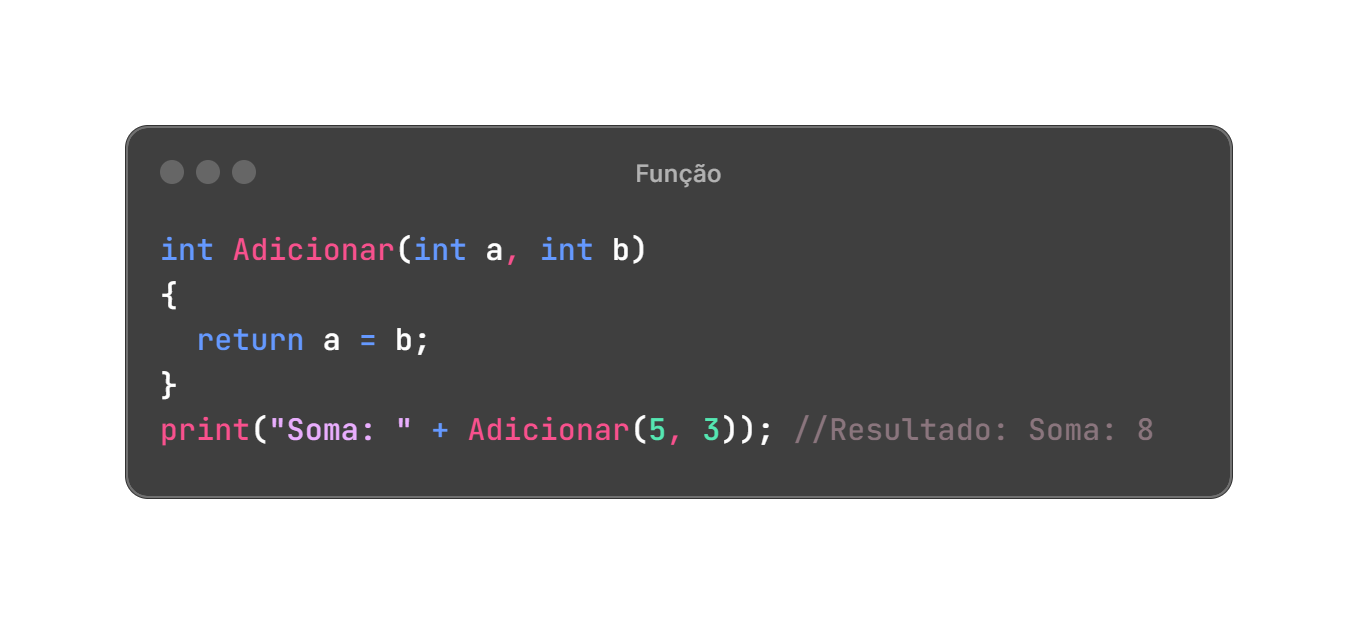 Função
int Adicionar(int a, int b)
{
  return a = b;
}
print("Soma: " + Adicionar(5, 3)); //Resultado: Soma: 8